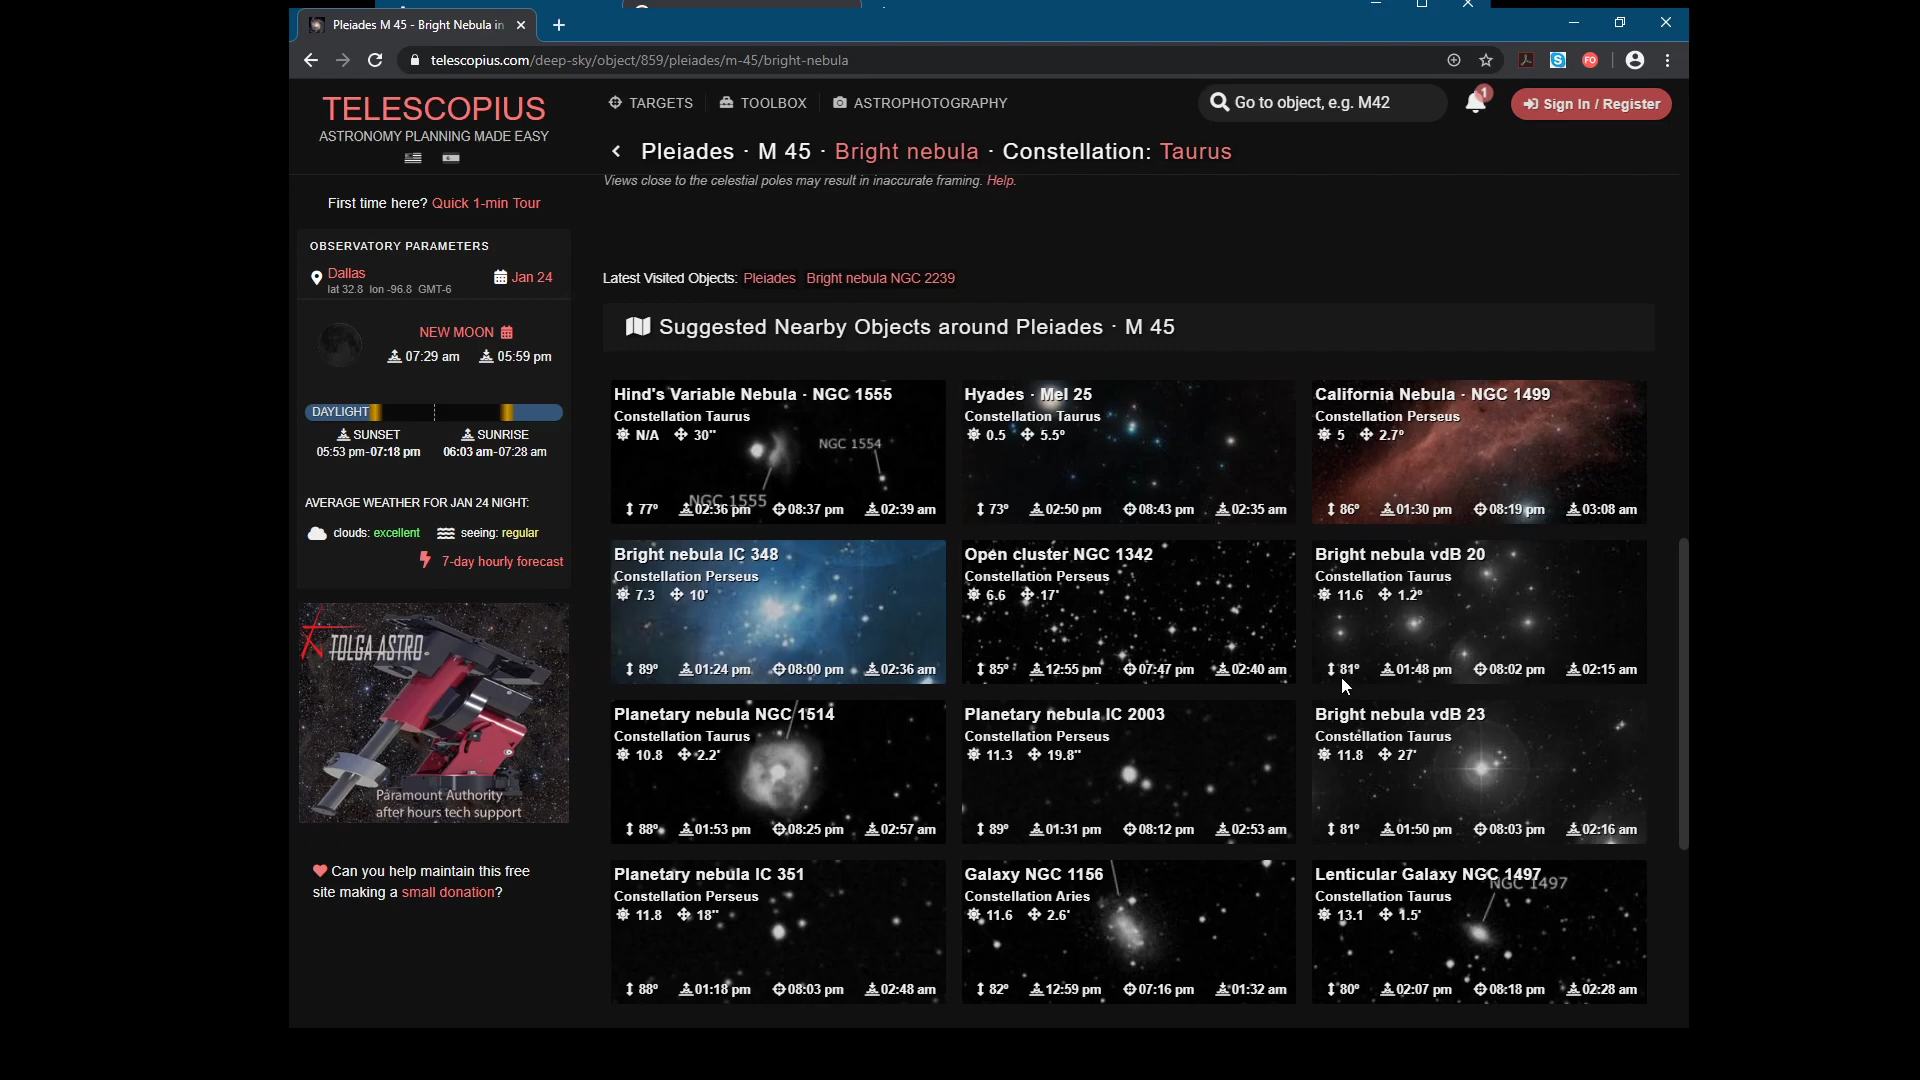 Pleiades M 45 - Bright Nebula in
telescopius.com/deep-sky/object/859/pleiades/m-45/bright-nebula
TELESCOPIUS
ASTRONOMY PLANNING MADE EASY
TARGETS TOOLBOX ASTROPHOTOGRAPHY
Go to object, e.g. M42
1
Sign In / Register
Pleiades · M 45 · Bright nebula · Constellation: Taurus
Views close to the celestial poles may result in inaccurate framing. Help.
First time here? Quick 1-min Tour
OBSERVATORY PARAMETERS
Dallas
Jan 24
lat 32.8 lon -96.8 GMT-6
NEW MOON
07:29 am 05:59 pm
DAYLIGHT
SUNSET SUNRISE
05:53 pm-07:18 pm 06:03 am-07:28 am
AVERAGE WEATHER FOR JAN 24 NIGHT:
clouds: excellent seeing: regular
7-day hourly forecast
TOLGA ASTRO
Paramount Authority
after hours tech support
Can you help maintain this free
site making a small donation?
Latest Visited Objects: Pleiades Bright nebula NGC 2239
Suggested Nearby Objects around Pleiades · M 45
Hind's Variable Nebula · NGC 1555
Constellation Taurus
N/A 30"
NGC 1554
NGC 1555
77° 02:36 pm 08:37 pm 02:39 am
Hyades · Mel 25
Constellation Taurus
0.5 5.5°
73° 02:50 pm 08:43 pm 02:35 am
California Nebula · NGC 1499
Constellation Perseus
5 2.7°
86° 01:30 pm 08:19 pm 03:08 am
Bright nebula IC 348
Constellation Perseus
7.3 10'
89° 01:24 pm 08:00 pm 02:36 am
Open cluster NGC 1342
Constellation Perseus
6.6 17'
85° 12:55 pm 07:47 pm 02:40 am
Bright nebula vdB 20
Constellation Taurus
11.6 1.2°
81° 01:48 pm 08:02 pm 02:15 am
Planetary nebula NGC 1514
Constellation Taurus
10.8 2.2'
88° 01:53 pm 08:25 pm 02:57 am
Planetary nebula IC 2003
Constellation Perseus
11.3 19.8"
89° 01:31 pm 08:12 pm 02:53 am
Bright nebula vdB 23
Constellation Taurus
11.8 27'
81° 01:50 pm 08:03 pm 02:16 am
Planetary nebula IC 351
Constellation Perseus
11.8 18"
88° 01:18 pm 08:03 pm 02:48 am
Galaxy NGC 1156
Constellation Aries
11.6 2.6'
82° 12:59 pm 07:16 pm 01:32 am
Lenticular Galaxy NGC 1497
NGC 1497
Constellation Taurus
13.1 1.5'
80° 02:07 pm 08:18 pm 02:28 am